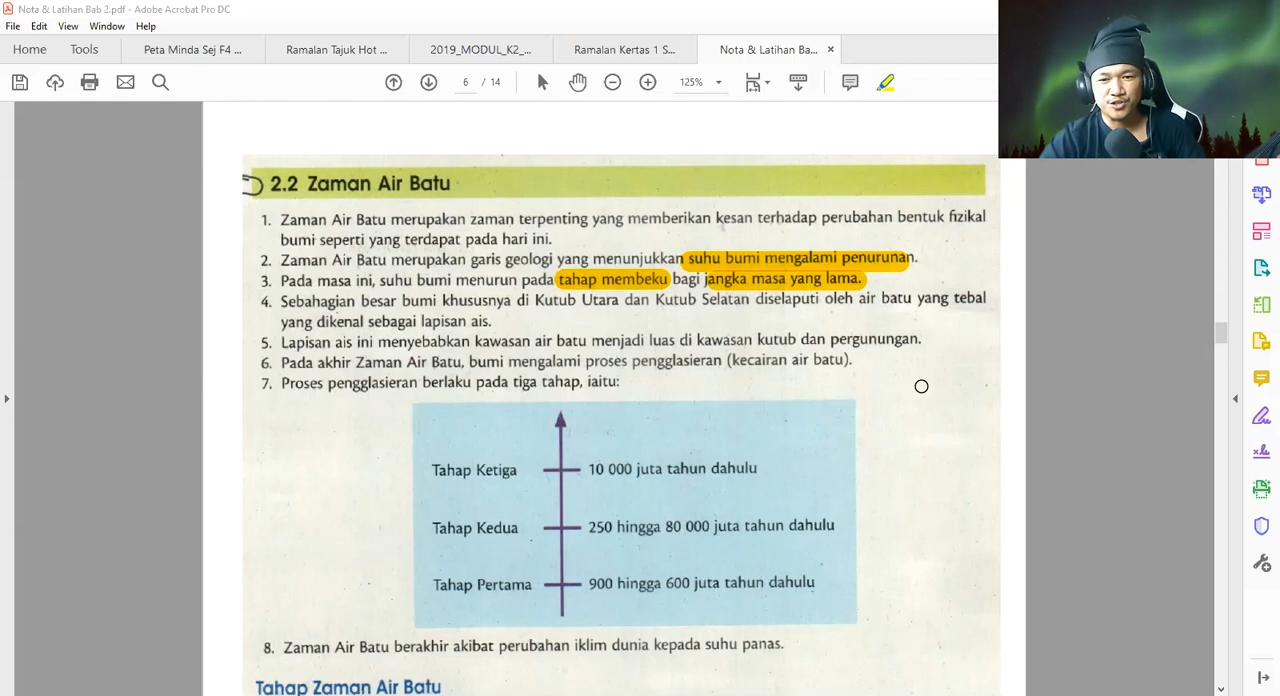 Nota & Latihan Bab 2.pdf - Adobe Acrobat Pro DC
File Edit View Window Help
Home Tools Peta Minda Sej F4 ... Ramalan Tajuk Hot ... 2019_MODUL_K2_... Ramalan Kertas 1 S... Nota & Latihan Ba... ×
6 / 14 125%
2.2 Zaman Air Batu
1. Zaman Air Batu merupakan zaman terpenting yang memberikan kesan terhadap perubahan bentuk fizikal
bumi seperti yang terdapat pada hari ini.
2. Zaman Air Batu merupakan garis geologi yang menunjukkan suhu bumi mengalami penurunan.
3. Pada masa ini, suhu bumi menurun pada tahap membeku bagi jangka masa yang lama.
4. Sebahagian besar bumi khususnya di Kutub Utara dan Kutub Selatan diselaputi oleh air batu yang tebal
yang dikenal sebagai lapisan ais.
5. Lapisan ais ini menyebabkan kawasan air batu menjadi luas di kawasan kutub dan pergunungan.
6. Pada akhir Zaman Air Batu, bumi mengalami proses pengglasieran (kecairan air batu).
7. Proses pengglasieran berlaku pada tiga tahap, iaitu:
Tahap Ketiga 10 000 juta tahun dahulu
Tahap Kedua 250 hingga 80 000 juta tahun dahulu
Tahap Pertama 900 hingga 600 juta tahun dahulu
8. Zaman Air Batu berakhir akibat perubahan iklim dunia kepada suhu panas.
Tahap Zaman Air Batu